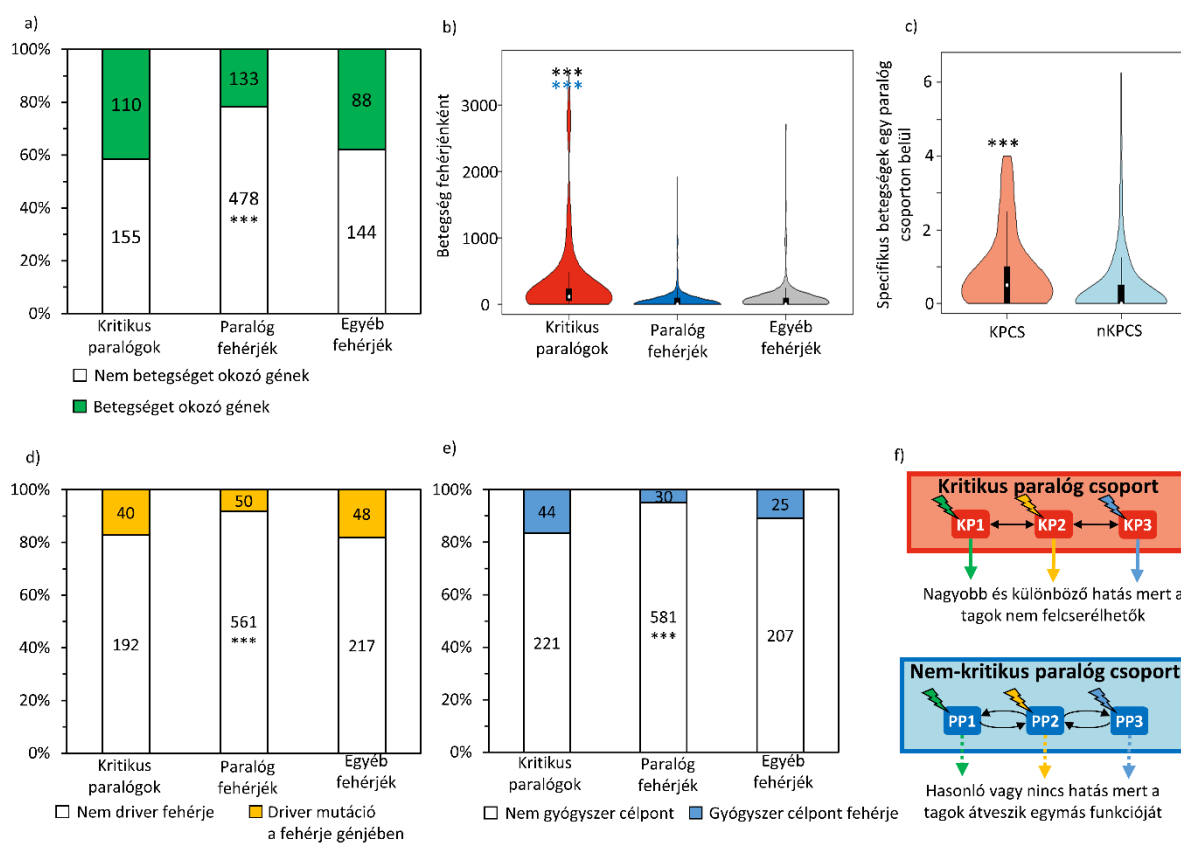 a)
100%
80%
60%
40%
20%
0%
110
155
133
478
***
88
144
Kritikus
paralógok
Paralóg
fehérjék
Egyéb
fehérjék
Nem betegséget okozó gének
Betegséget okozó gének
b)
Betegség fehérjénként
3000
2000
1000
0
***
***
Kritikus
paralógok
Paralóg
fehérjék
Egyéb
fehérjék
c)
Specifikus betegségek egy paralóg
csoporton belül
6
4
2
0
***
KPCS
nKPCS
d)
100%
80%
60%
40%
20%
0%
40
192
50
561
***
48
217
Kritikus
paralógok
Paralóg
fehérjék
Egyéb
fehérjék
Nem driver fehérje
Driver mutáció
a fehérje génjében
e)
100%
80%
60%
40%
20%
0%
44
221
30
581
***
25
207
Kritikus
paralógok
Paralóg
fehérjék
Egyéb
fehérjék
Nem gyógyszer célpont
Gyógyszer célpont fehérje
f)
Kritikus paralóg csoport
KP1
KP2
KP3
Nagyobb és különböző hatás mert a
tagok nem felcserélhetők
Nem-kritikus paralóg csoport
PP1
PP2
PP3
Hasonló vagy nincs hatás mert a
tagok átveszik egymás funkcióját